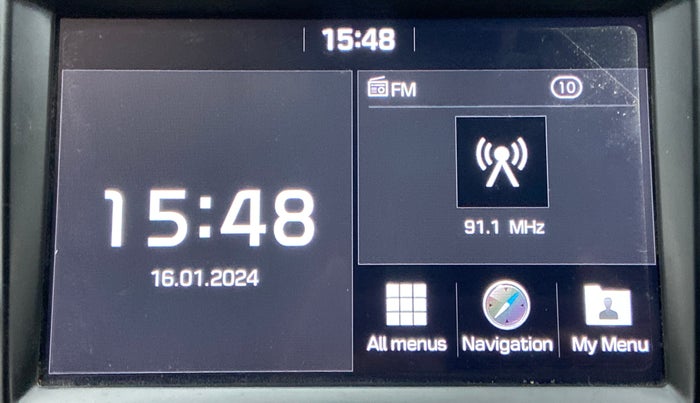 15:48
15:48
16.01.2024
FM 10
91.1 MHz
All menus Navigation My Menu